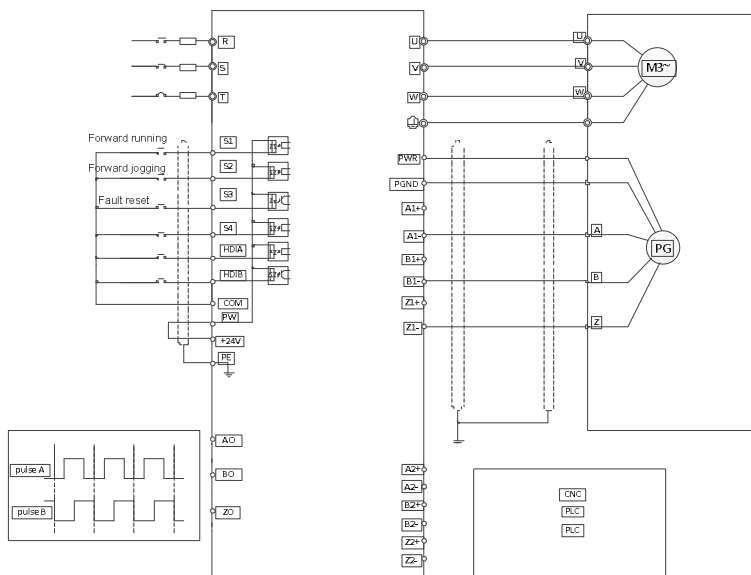 R
S
T
U
V
W
U
V
W
M3~
Forward running
Forward jogging
Fault reset
S1
S2
S3
S4
HDIA
HDIB
COM
PW
+24V
PE
PWR
PGND
A1+
A1-
B1+
B1-
Z1+
Z1-
A
B
Z
PG
pulse A
pulse B
AO
BO
ZO
A2+
A2-
B2+
B2-
Z2+
Z2-
CNC
PLC
PLC